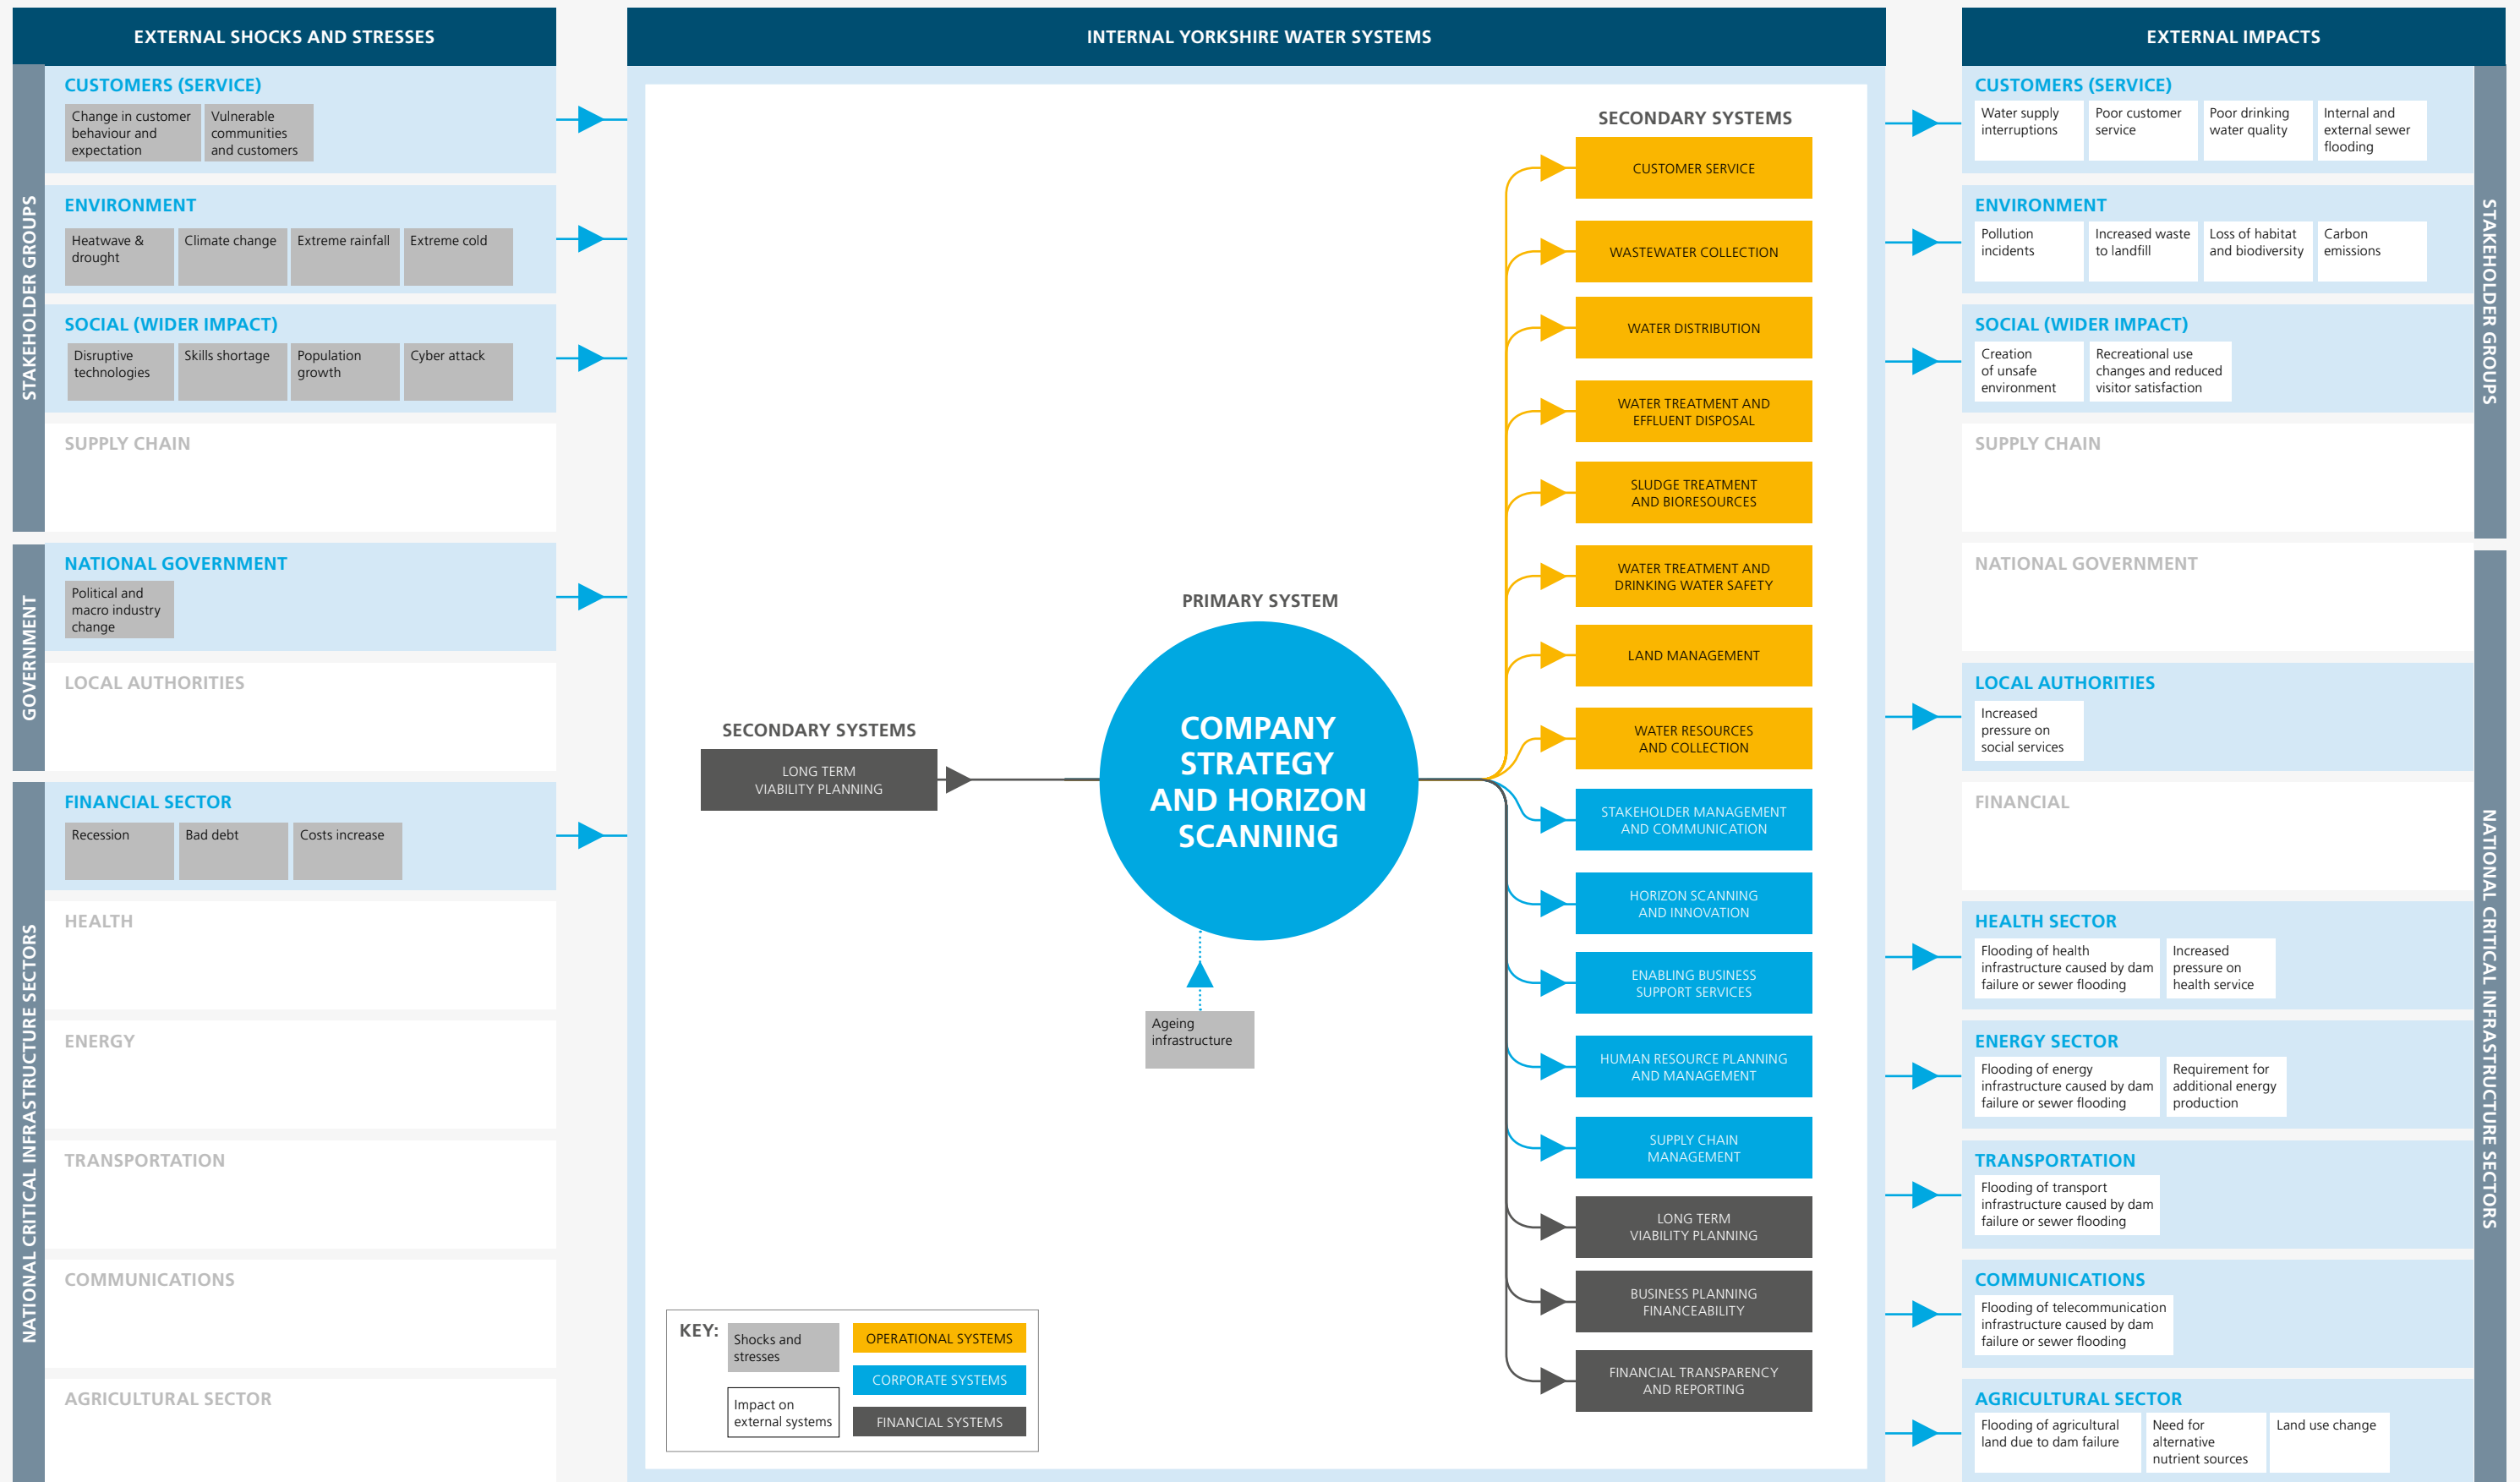 EXTERNAL SHOCKS AND STRESSES
STAKEHOLDER GROUPS
CUSTOMERS (SERVICE)
Change in customer
behaviour and
expectation
Vulnerable
communities
and customers
ENVIRONMENT
Heatwave &
drought
Climate change
Extreme rainfall
Extreme cold
SOCIAL (WIDER IMPACT)
Disruptive
technologies
Skills shortage
Population
growth
Cyber attack
SUPPLY CHAIN
GOVERNMENT
NATIONAL GOVERNMENT
Political and
macro industry
change
LOCAL AUTHORITIES
NATIONAL CRITICAL INFRASTRUCTURE SECTORS
FINANCIAL SECTOR
Recession
Bad debt
Costs increase
HEALTH
ENERGY
TRANSPORTATION
COMMUNICATIONS
AGRICULTURAL SECTOR
INTERNAL YORKSHIRE WATER SYSTEMS
SECONDARY SYSTEMS
LONG TERM
VIABILITY PLANNING
PRIMARY SYSTEM
COMPANY
STRATEGY
AND HORIZON
SCANNING
Ageing
infrastructure
SECONDARY SYSTEMS
CUSTOMER SERVICE
WASTEWATER COLLECTION
WATER DISTRIBUTION
WATER TREATMENT AND
EFFLUENT DISPOSAL
SLUDGE TREATMENT
AND BIORESOURCES
WATER TREATMENT AND
DRINKING WATER SAFETY
LAND MANAGEMENT
WATER RESOURCES
AND COLLECTION
STAKEHOLDER MANAGEMENT
AND COMMUNICATION
HORIZON SCANNING
AND INNOVATION
ENABLING BUSINESS
SUPPORT SERVICES
HUMAN RESOURCE PLANNING
AND MANAGEMENT
SUPPLY CHAIN
MANAGEMENT
LONG TERM
VIABILITY PLANNING
BUSINESS PLANNING
FINANCEABILITY
FINANCIAL TRANSPARENCY
AND REPORTING
KEY:
Shocks and
stresses
Impact on
external systems
OPERATIONAL SYSTEMS
CORPORATE SYSTEMS
FINANCIAL SYSTEMS
EXTERNAL IMPACTS
STAKEHOLDER GROUPS
CUSTOMERS (SERVICE)
Water supply
interruptions
Poor customer
service
Poor drinking
water quality
Internal and
external sewer
flooding
ENVIRONMENT
Pollution
incidents
Increased waste
to landfill
Loss of habitat
and biodiversity
Carbon
emissions
SOCIAL (WIDER IMPACT)
Creation
of unsafe
environment
Recreational use
changes and reduced
visitor satisfaction
SUPPLY CHAIN
NATIONAL CRITICAL INFRASTRUCTURE SECTORS
NATIONAL GOVERNMENT
LOCAL AUTHORITIES
Increased
pressure on
social services
FINANCIAL
HEALTH SECTOR
Flooding of health
infrastructure caused by dam
failure or sewer flooding
Increased
pressure on
health service
ENERGY SECTOR
Flooding of energy
infrastructure caused by dam
failure or sewer flooding
Requirement for
additional energy
production
TRANSPORTATION
Flooding of transport
infrastructure caused by dam
failure or sewer flooding
COMMUNICATIONS
Flooding of telecommunication
infrastructure caused by dam
failure or sewer flooding
AGRICULTURAL SECTOR
Flooding of agricultural
land due to dam failure
Need for
alternative
nutrient sources
Land use change